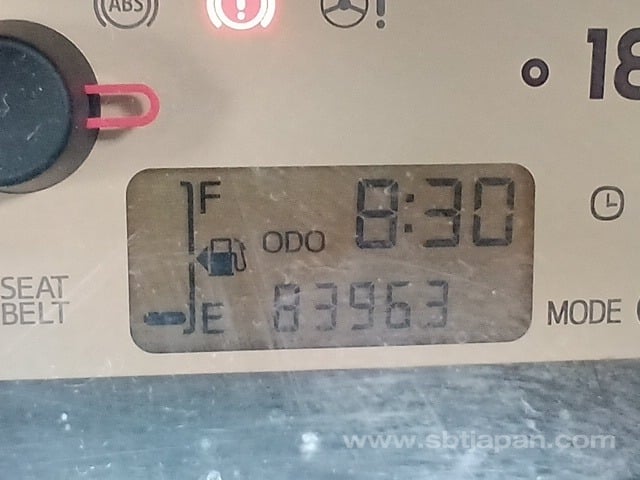 ABS
! !
18
F
8:30
ODO
SEAT
BELT
E
83963
MODE
www.sbtjapan.com